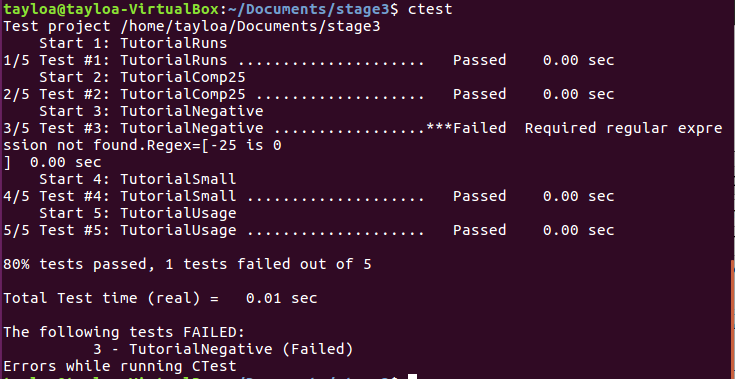 tayloa@tayloa-VirtualBox:~/Documents/stage3$ ctest
Test project /home/tayloa/Documents/stage3
    Start 1: TutorialRuns
1/5 Test #1: TutorialRuns .....................   Passed    0.00 sec
    Start 2: TutorialComp25
2/5 Test #2: TutorialComp25 ...................   Passed    0.00 sec
    Start 3: TutorialNegative
3/5 Test #3: TutorialNegative .................***Failed  Required regular expre
ssion not found.Regex=[-25 is 0
]  0.00 sec
    Start 4: TutorialSmall
4/5 Test #4: TutorialSmall ....................   Passed    0.00 sec
    Start 5: TutorialUsage
5/5 Test #5: TutorialUsage ....................   Passed    0.00 sec

80% tests passed, 1 tests failed out of 5

Total Test time (real) =   0.01 sec

The following tests FAILED:
          3 - TutorialNegative (Failed)
Errors while running CTest